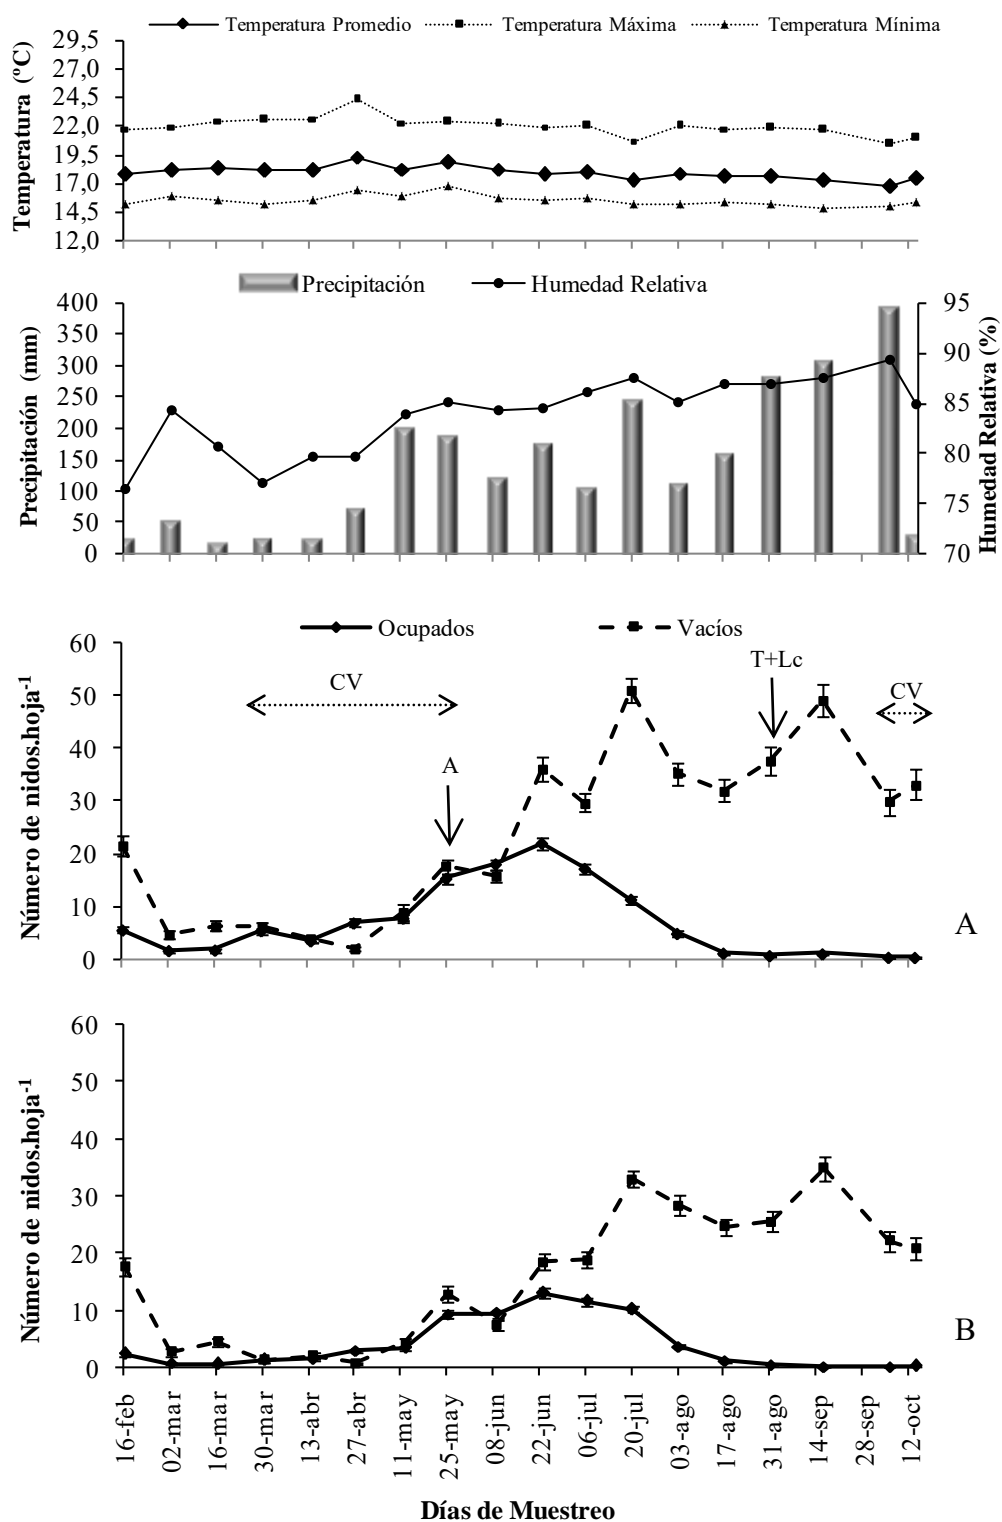 Temperatura Promedio Temperatura Máxima Temperatura Mínima
29,5
27,0
24,5
22,0
19,5
17,0
14,5
12,0
Temperatura (ºC)
Precipitación Humedad Relativa
400
350
300
250
200
150
100
50
0
Precipitación (mm)
95
90
85
80
75
70
Humedad Relativa (%)
Ocupados Vacíos
60
50
40
30
20
10
0
Número de nidos.hoja-1
CV
A
T+Lc
CV
A
60
50
40
30
20
10
0
Número de nidos.hoja-1
B
16-feb
02-mar
16-mar
30-mar
13-abr
27-abr
11-may
25-may
08-jun
22-jun
06-jul
20-jul
03-ago
17-ago
31-ago
14-sep
28-sep
12-oct
Días de Muestreo